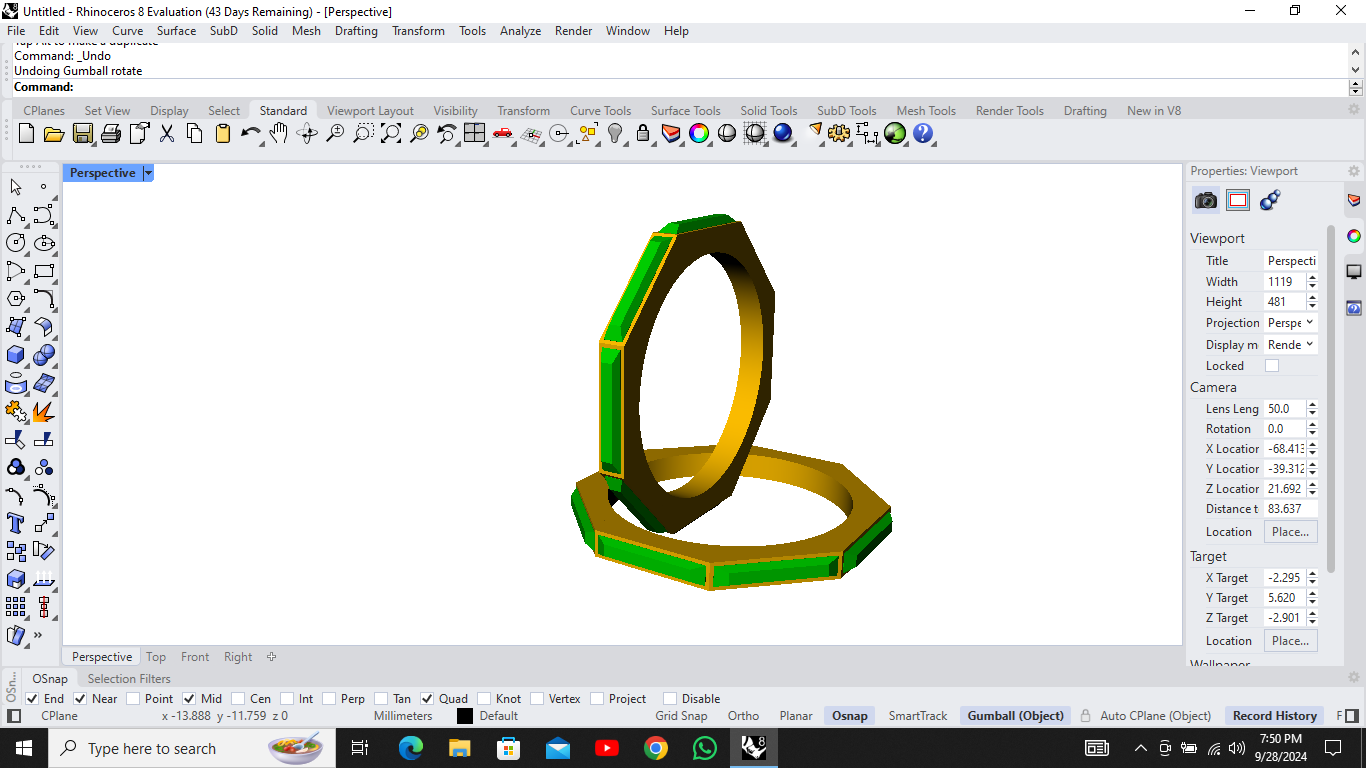 Untitled - Rhinoceros 8 Evaluation (43 Days Remaining) - [Perspective]
File Edit View Curve Surface SubD Solid Mesh Drafting Transform Tools Analyze Render Window Help
Tap Alt to make a duplicate
Command: _Undo
Undoing Gumball rotate
Command:
CPlanes Set View Display Select Standard Viewport Layout Visibility Transform Curve Tools Surface Tools Solid Tools SubD Tools Mesh Tools Render Tools Drafting New in V8
Perspective
Properties: Viewport
Viewport
Title Perspecti
Width 1119
Height 481
Projection Perspe
Display m Rende
Locked
Camera
Lens Leng 50.0
Rotation 0.0
X Locatior -68.413
Y Locatior -39.312
Z Locatior 21.692
Distance t 83.637
Location Place...
Target
X Target -2.295
Y Target 5.620
Z Target -2.901
Location Place...
Wallpaper
Perspective Top Front Right
OSn...
OSnap Selection Filters
End Near Point Mid Cen Int Perp Tan Quad Knot Vertex Project Disable
CPlane x -13.888 y -11.759 z 0 Millimeters Default Grid Snap Ortho Planar Osnap SmartTrack Gumball (Object) Auto CPlane (Object) Record History F
Type here to search
8
7:50 PM
9/28/2024